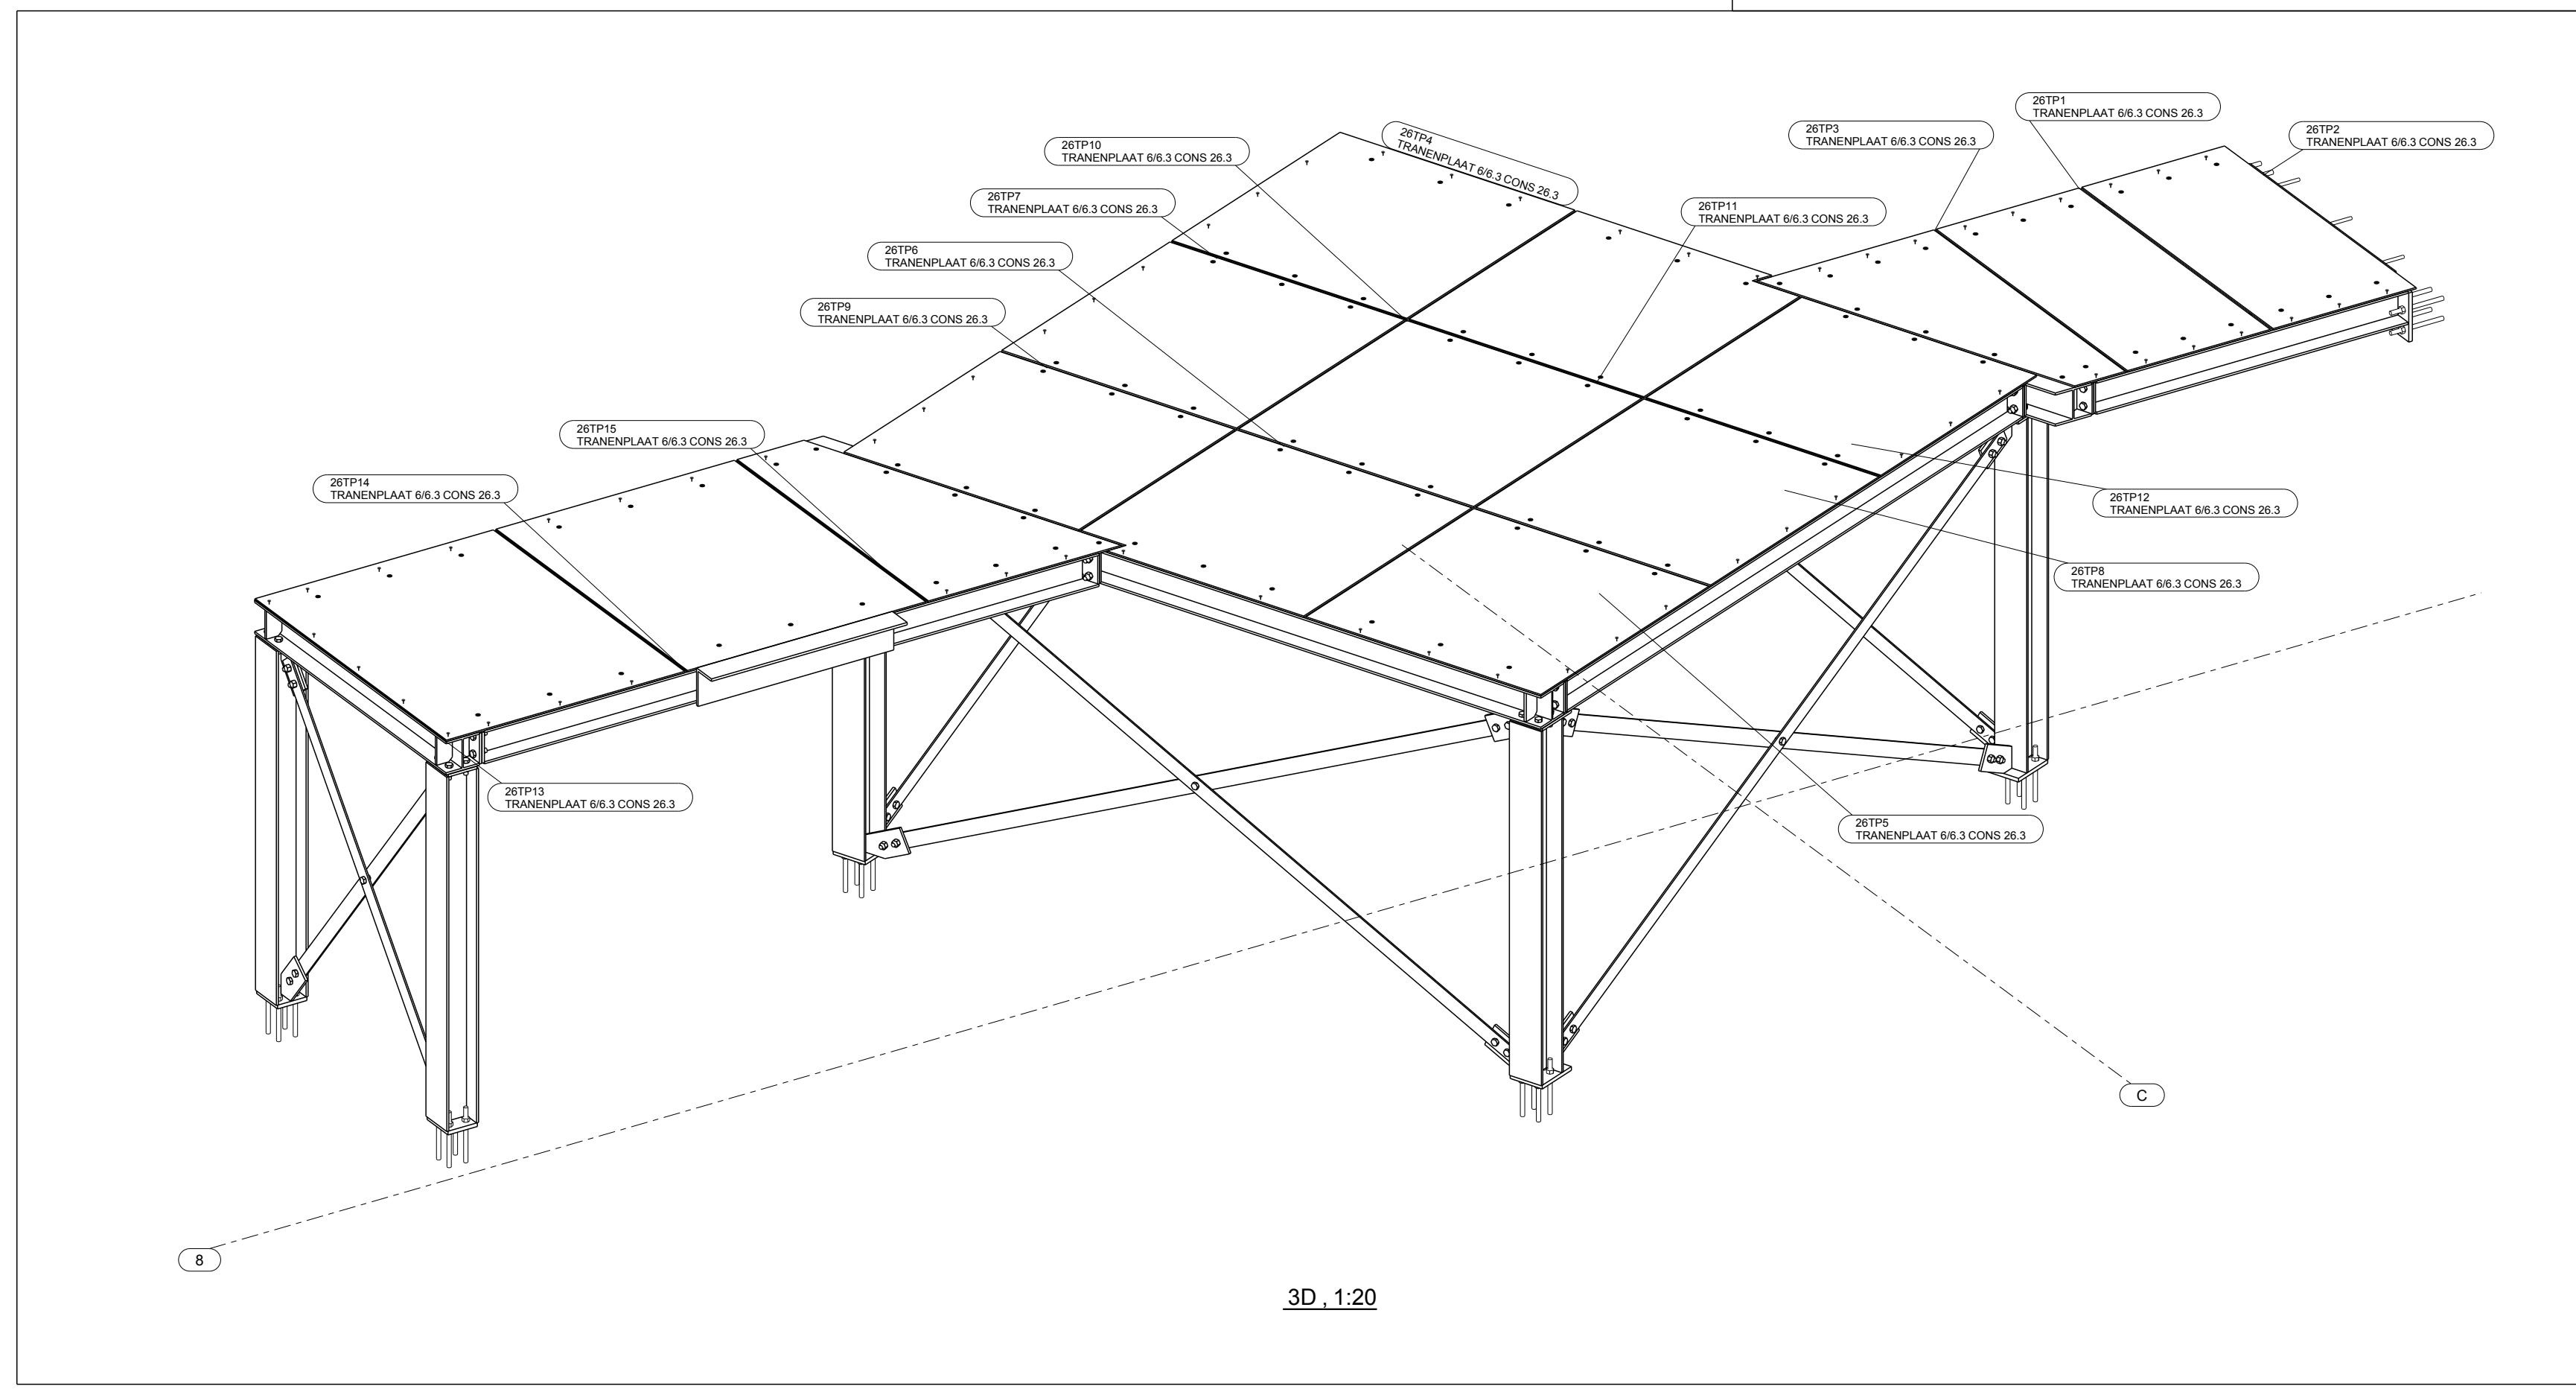 26TP1
TRANENPLAAT 6/6.3 CONS 26.3
26TP2
TRANENPLAAT 6/6.3 CONS 26.3
26TP3
TRANENPLAAT 6/6.3 CONS 26.3
26TP4
TRANENPLAAT 6/6.3 CONS 26.3
26TP10
TRANENPLAAT 6/6.3 CONS 26.3
26TP7
TRANENPLAAT 6/6.3 CONS 26.3
26TP11
TRANENPLAAT 6/6.3 CONS 26.3
26TP6
TRANENPLAAT 6/6.3 CONS 26.3
26TP9
TRANENPLAAT 6/6.3 CONS 26.3
26TP15
TRANENPLAAT 6/6.3 CONS 26.3
26TP14
TRANENPLAAT 6/6.3 CONS 26.3
26TP12
TRANENPLAAT 6/6.3 CONS 26.3
26TP8
TRANENPLAAT 6/6.3 CONS 26.3
26TP13
TRANENPLAAT 6/6.3 CONS 26.3
26TP5
TRANENPLAAT 6/6.3 CONS 26.3
C
8
3D , 1:20